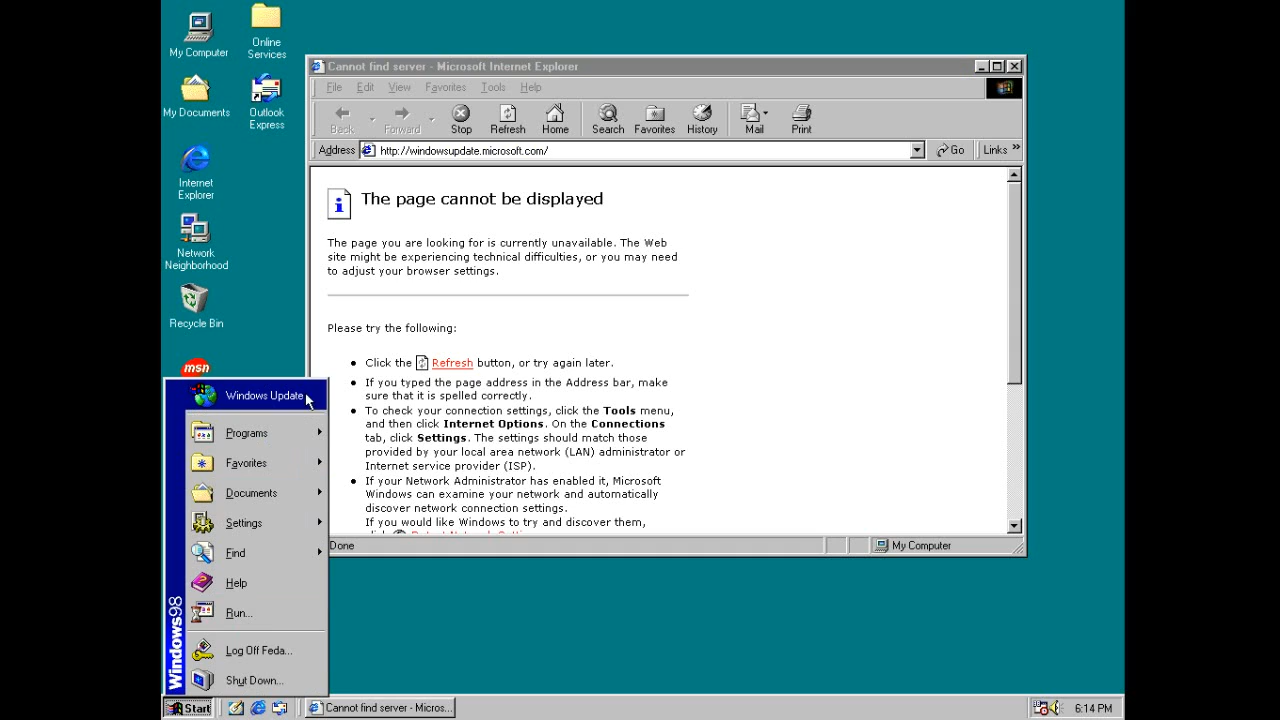 My Computer
Online
Services
My Documents
Outlook
Express
Internet
Explorer
Network
Neighborhood
Recycle Bin
msn
Cannot find server - Microsoft Internet Explorer
File Edit View Favorites Tools Help
Back Forward Stop Refresh Home Search Favorites History Mail Print
Address http://windowsupdate.microsoft.com/ Go Links »
The page cannot be displayed
The page you are looking for is currently unavailable. The Web
site might be experiencing technical difficulties, or you may need
to adjust your browser settings.
Please try the following:
Click the Refresh button, or try again later.
If you typed the page address in the Address bar, make
sure that it is spelled correctly.
To check your connection settings, click the Tools menu,
and then click Internet Options. On the Connections
tab, click Settings. The settings should match those
provided by your local area network (LAN) administrator or
Internet service provider (ISP).
If your Network Administrator has enabled it, Microsoft
Windows can examine your network and automatically
discover network connection settings.
If you would like Windows to try and discover them,
Done
My Computer
Windows Update
Programs
Favorites
Documents
Settings
Find
Help
Run...
Log Off Feda...
Shut Down...
Windows98
Start
Cannot find server - Micros...
6:14 PM